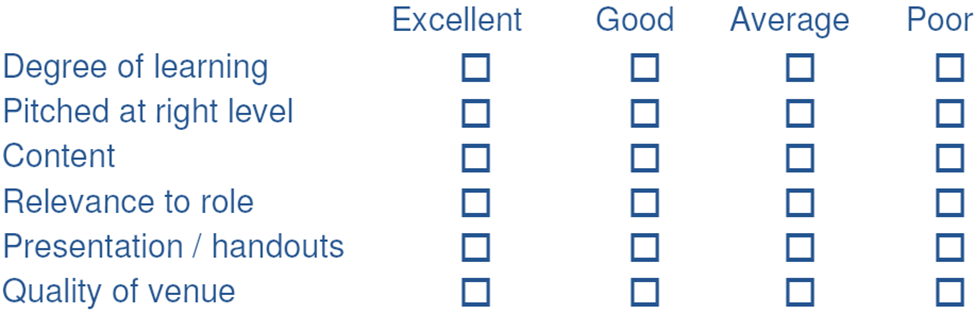 Excellent Good Average Poor
Degree of learning ☐ ☐ ☐ ☐
Pitched at right level ☐ ☐ ☐ ☐
Content ☐ ☐ ☐ ☐
Relevance to role ☐ ☐ ☐ ☐
Presentation / handouts ☐ ☐ ☐ ☐
Quality of venue ☐ ☐ ☐ ☐